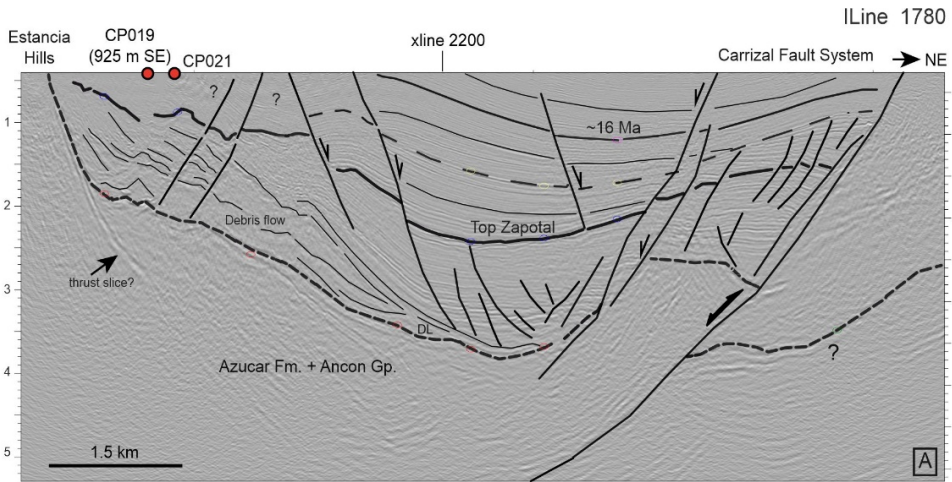 ILine 1780
Estancia
Hills
CP019
(925 m SE)
CP021
xline 2200
Carrizal Fault System
NE
?
?
1
~16 Ma
2
Debris flow
Top Zapotal
thrust slice?
3
DL
?
Azucar Fm. + Ancon Gp.
4
1.5 km
5
A